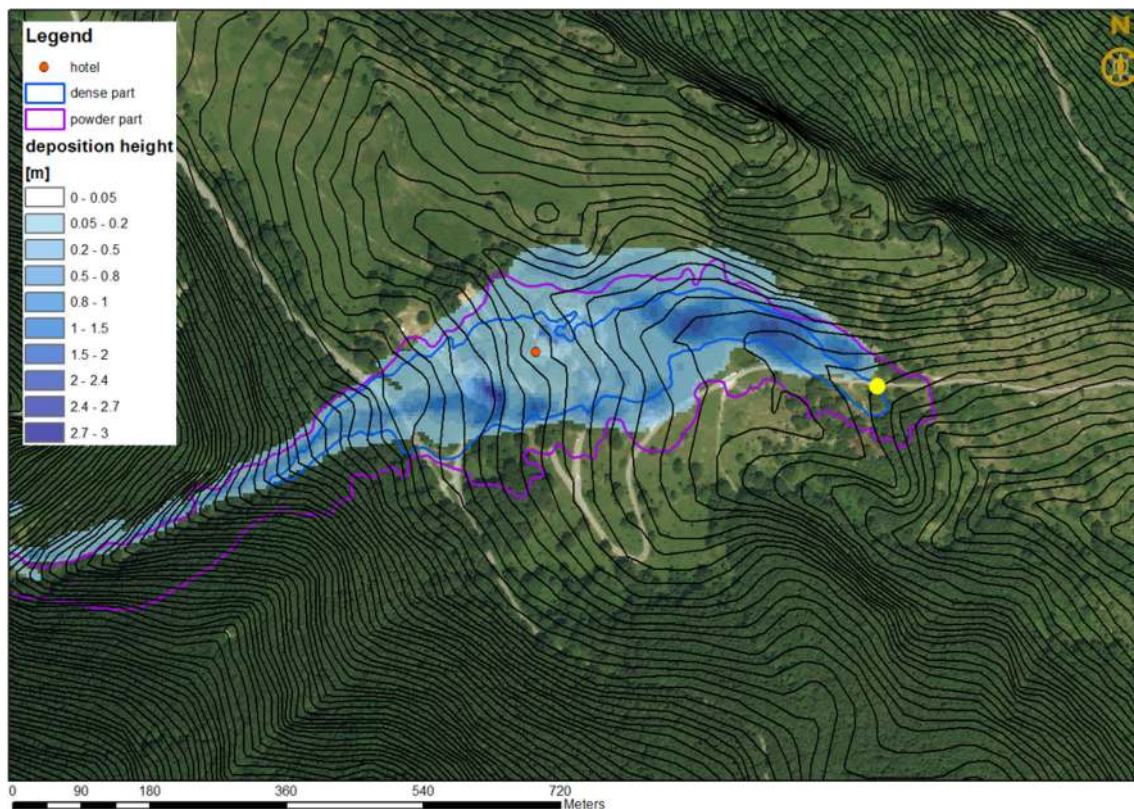 Legend
hotel
dense part
powder part
deposition height
[m]
0 - 0.05
0.05 - 0.2
0.2 - 0.5
0.5 - 0.8
0.8 - 1
1 - 1.5
1.5 - 2
2 - 2.4
2.4 - 2.7
2.7 - 3
N
0 90 180 360 540 720
Meters